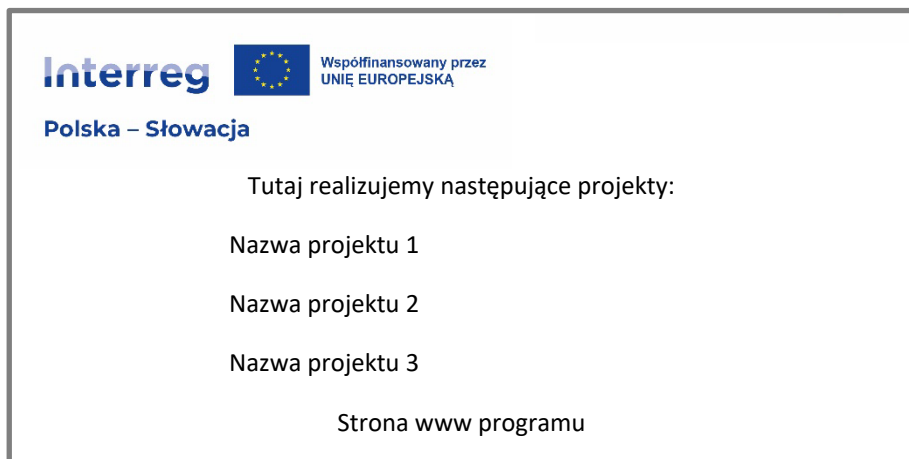 Interreg
Współfinansowany przez
UNIĘ EUROPEJSKĄ
Polska – Słowacja
Tutaj realizujemy następujące projekty:
Nazwa projektu 1
Nazwa projektu 2
Nazwa projektu 3
Strona www programu